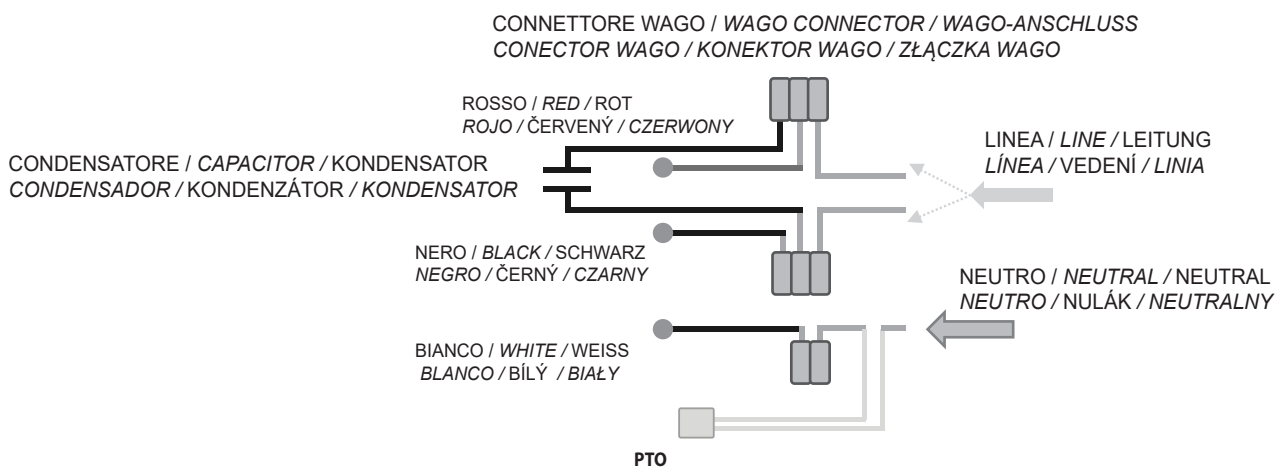 CONNETTORE WAGO / WAGO CONNECTOR / WAGO-ANSCHLUSS
CONECTOR WAGO / KONEKTOR WAGO / ZŁĄCZKA WAGO
ROSSO / RED / ROT
ROJO / ČERVENÝ / CZERWONY
LINEA / LINE / LEITUNG
LÍNEA / VEDENÍ / LINIA
CONDENSATORE / CAPACITOR / KONDENSATOR
CONDENSADOR / KONDENZÁTOR / KONDENSATOR
NERO / BLACK / SCHWARZ
NEGRO / ČERNÝ / CZARNY
NEUTRO / NEUTRAL / NEUTRAL
NEUTRO / NULÁK / NEUTRALNY
BIANCO / WHITE / WEISS
BLANCO / BÍLÝ / BIAŁY
PTO